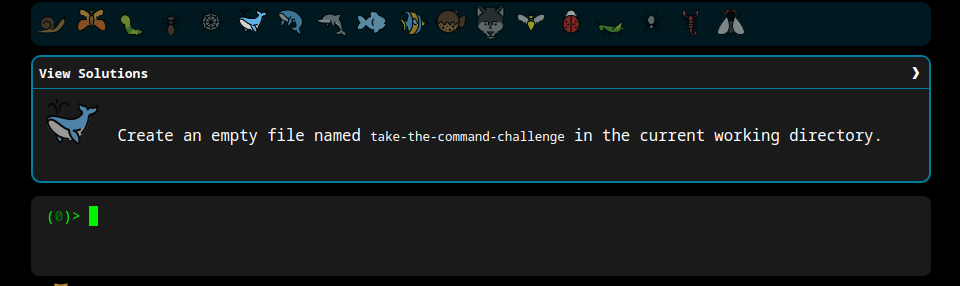 View Solutions ❯
Create an empty file named take-the-command-challenge in the current working directory.
(0)>